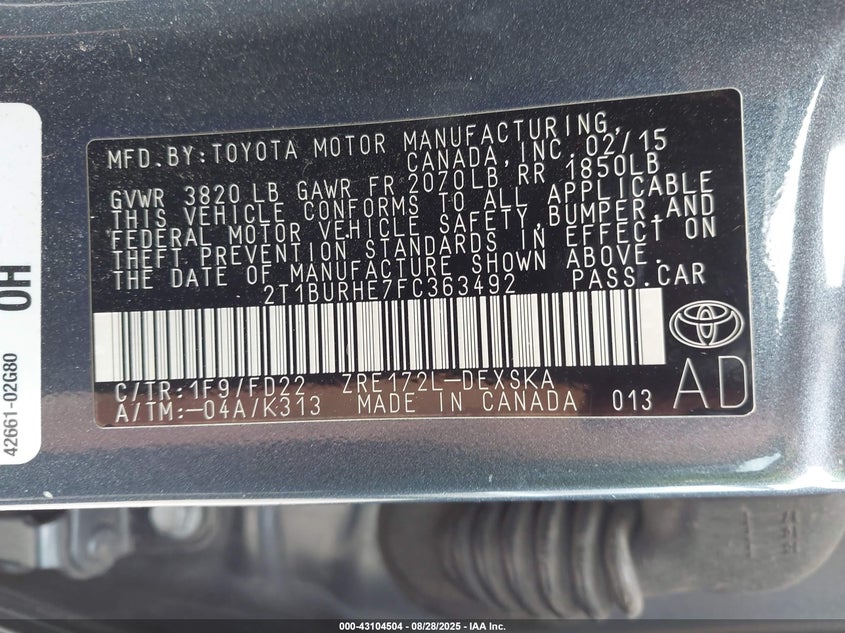 MFD.BY:TOYOTA MOTOR MANUFACTURING,
CANADA,INC.02/15
GVWR 3820 LB GAWR FR 2070LB RR 1850LB
THIS VEHICLE CONFORMS TO ALL APPLICABLE
FEDERAL MOTOR VEHICLE SAFETY,BUMPER,AND
THEFT PREVENTION STANDARDS IN EFFECT ON
THE DATE OF MANUFACTURE SHOWN ABOVE.
2T1BURHE7FC363492 PASS.CAR
C/TR:1F9/FD22 ZRE172L-DEXSKA
A/TM:-04A/K313 MADE IN CANADA 013
AD
42661-02G80 OH
000-43104504 - 08/28/2025 - IAA Inc.